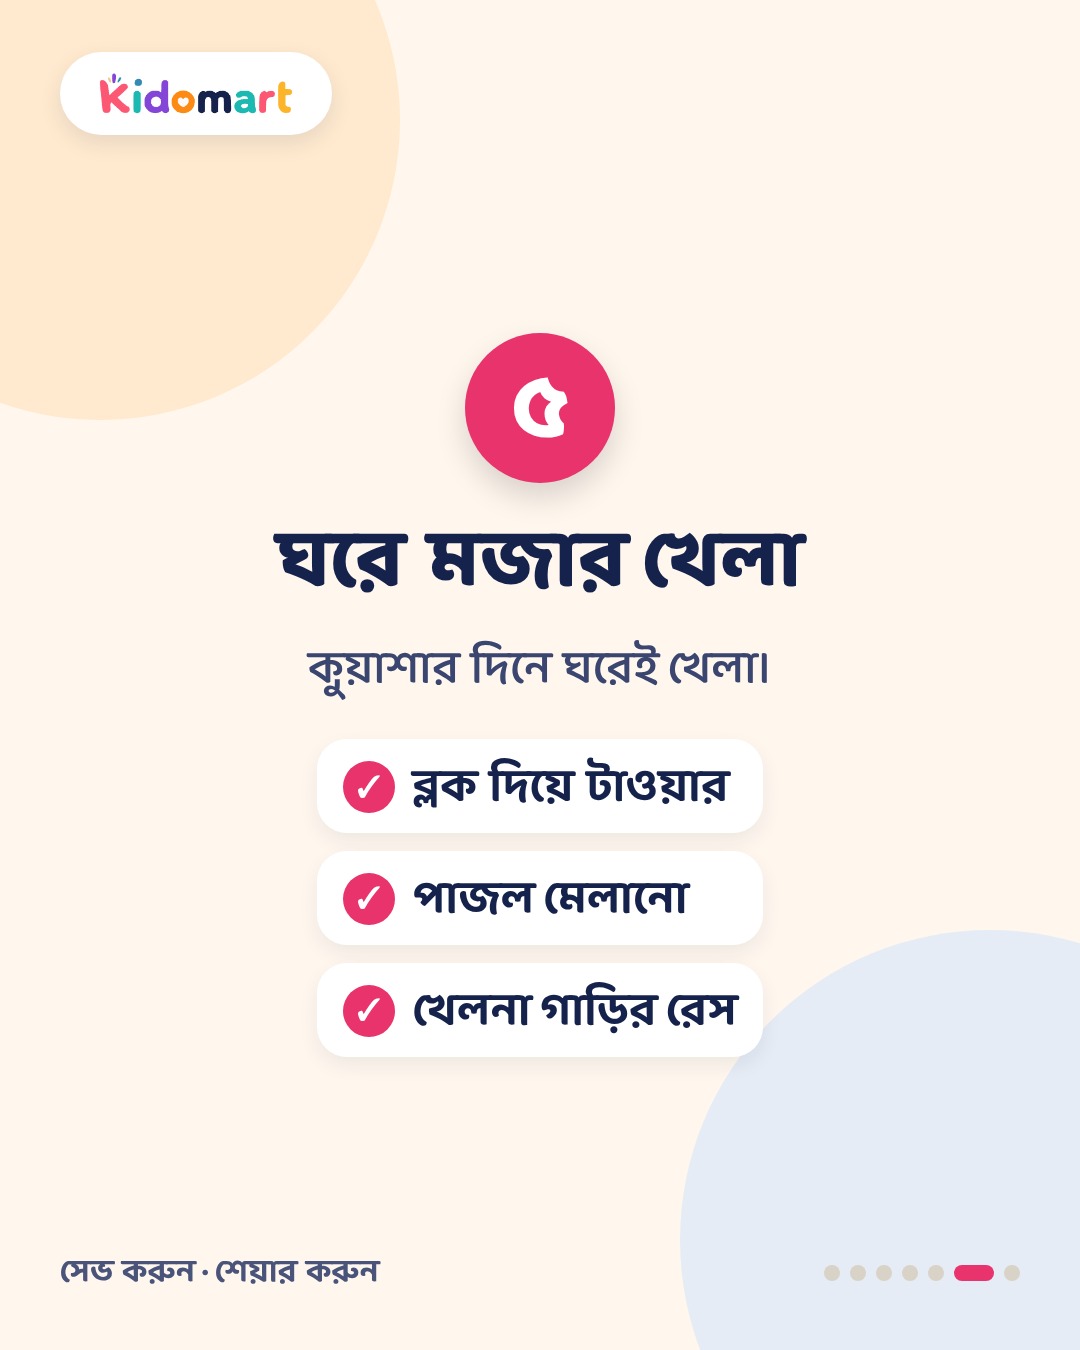 Kidomart
৫
ঘরে মজার খেলা
কুয়াশার দিনে ঘরেই খেলা।
✓ ব্লক দিয়ে টাওয়ার
✓ পাজল মেলানো
✓ খেলনা গাড়ির রেস
সেভ করুন · শেয়ার করুন